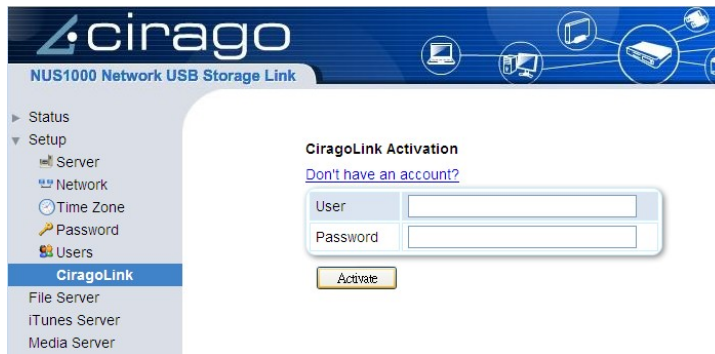 cirago
NUS1000 Network USB Storage Link
Status
Setup
Server
Network
Time Zone
Password
Users
CiragoLink
File Server
iTunes Server
Media Server
CiragoLink Activation
Don't have an account?
User
Password
Activate